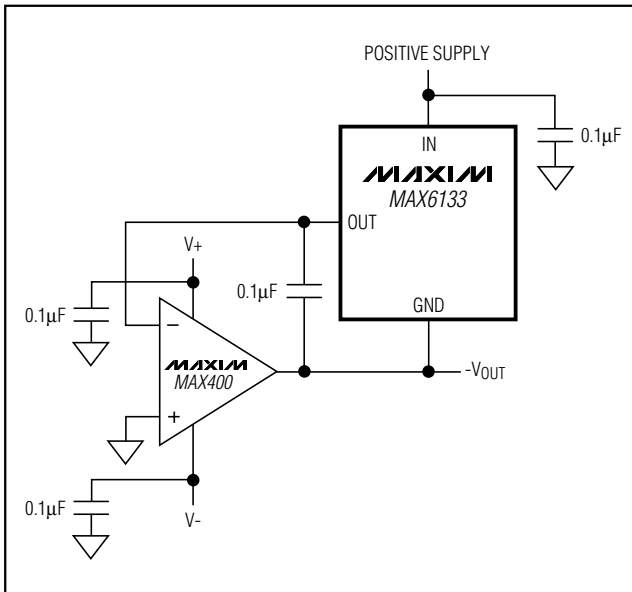 POSITIVE SUPPLY
IN
0.1µF
MAXIM
MAX6133
OUT
V+
0.1µF
0.1µF
GND
−
MAXIM
MAX400
-VOUT
+
0.1µF
V-